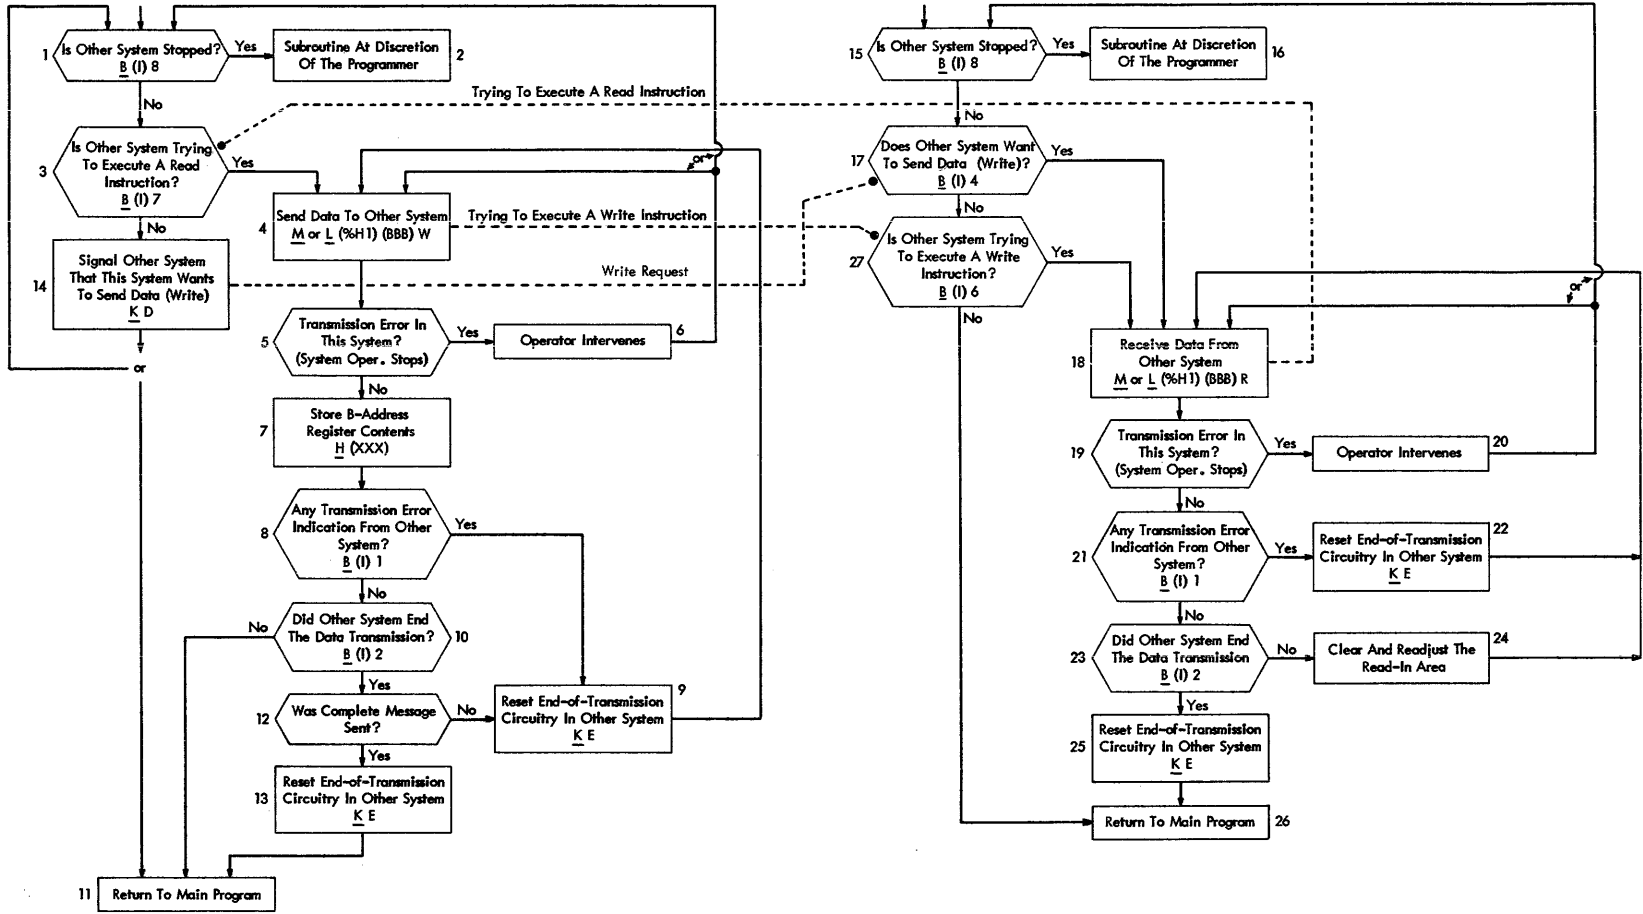 1
Is Other System Stopped?
B (I) 8
Yes
Subroutine At Discretion
Of The Programmer
2
No
Trying To Execute A Read Instruction
3
Is Other System Trying
To Execute A Read
Instruction?
B (I) 7
Yes
or
No
4
Send Data To Other System
M or L (%H1) (BBB) W
Trying To Execute A Write Instruction
14
Signal Other System
That This System Wants
To Send Data (Write)
K D
Write Request
or
5
Transmission Error In
This System?
(System Oper. Stops)
Yes
Operator Intervenes
6
No
7
Store B-Address
Register Contents
H (XXX)
8
Any Transmission Error
Indication From Other
System?
B (I) 1
Yes
No
No
Did Other System End
The Data Transmission?
B (I) 2
10
Yes
12
Was Complete Message
Sent?
No
Reset End-of-Transmission
Circuitry In Other System
K E
9
Yes
13
Reset End-of-Transmission
Circuitry In Other System
K E
11
Return To Main Program
15
Is Other System Stopped?
B (I) 8
Yes
Subroutine At Discretion
Of The Programmer
16
No
17
Does Other System Want
To Send Data (Write)?
B (I) 4
Yes
No
27
Is Other System Trying
To Execute A Write
Instruction?
B (I) 6
Yes
or
No
18
Receive Data From
Other System
M or L (%H1) (BBB) R
19
Transmission Error In
This System?
(System Oper. Stops)
Yes
Operator Intervenes
20
No
21
Any Transmission Error
Indication From Other
System?
B (I) 1
Yes
Reset End-of-Transmission
Circuitry In Other System
K E
22
No
23
Did Other System End
The Data Transmission
B (I) 2
No
Clear And Readjust The
Read-In Area
24
Yes
25
Reset End-of-Transmission
Circuitry In Other System
K E
Return To Main Program
26